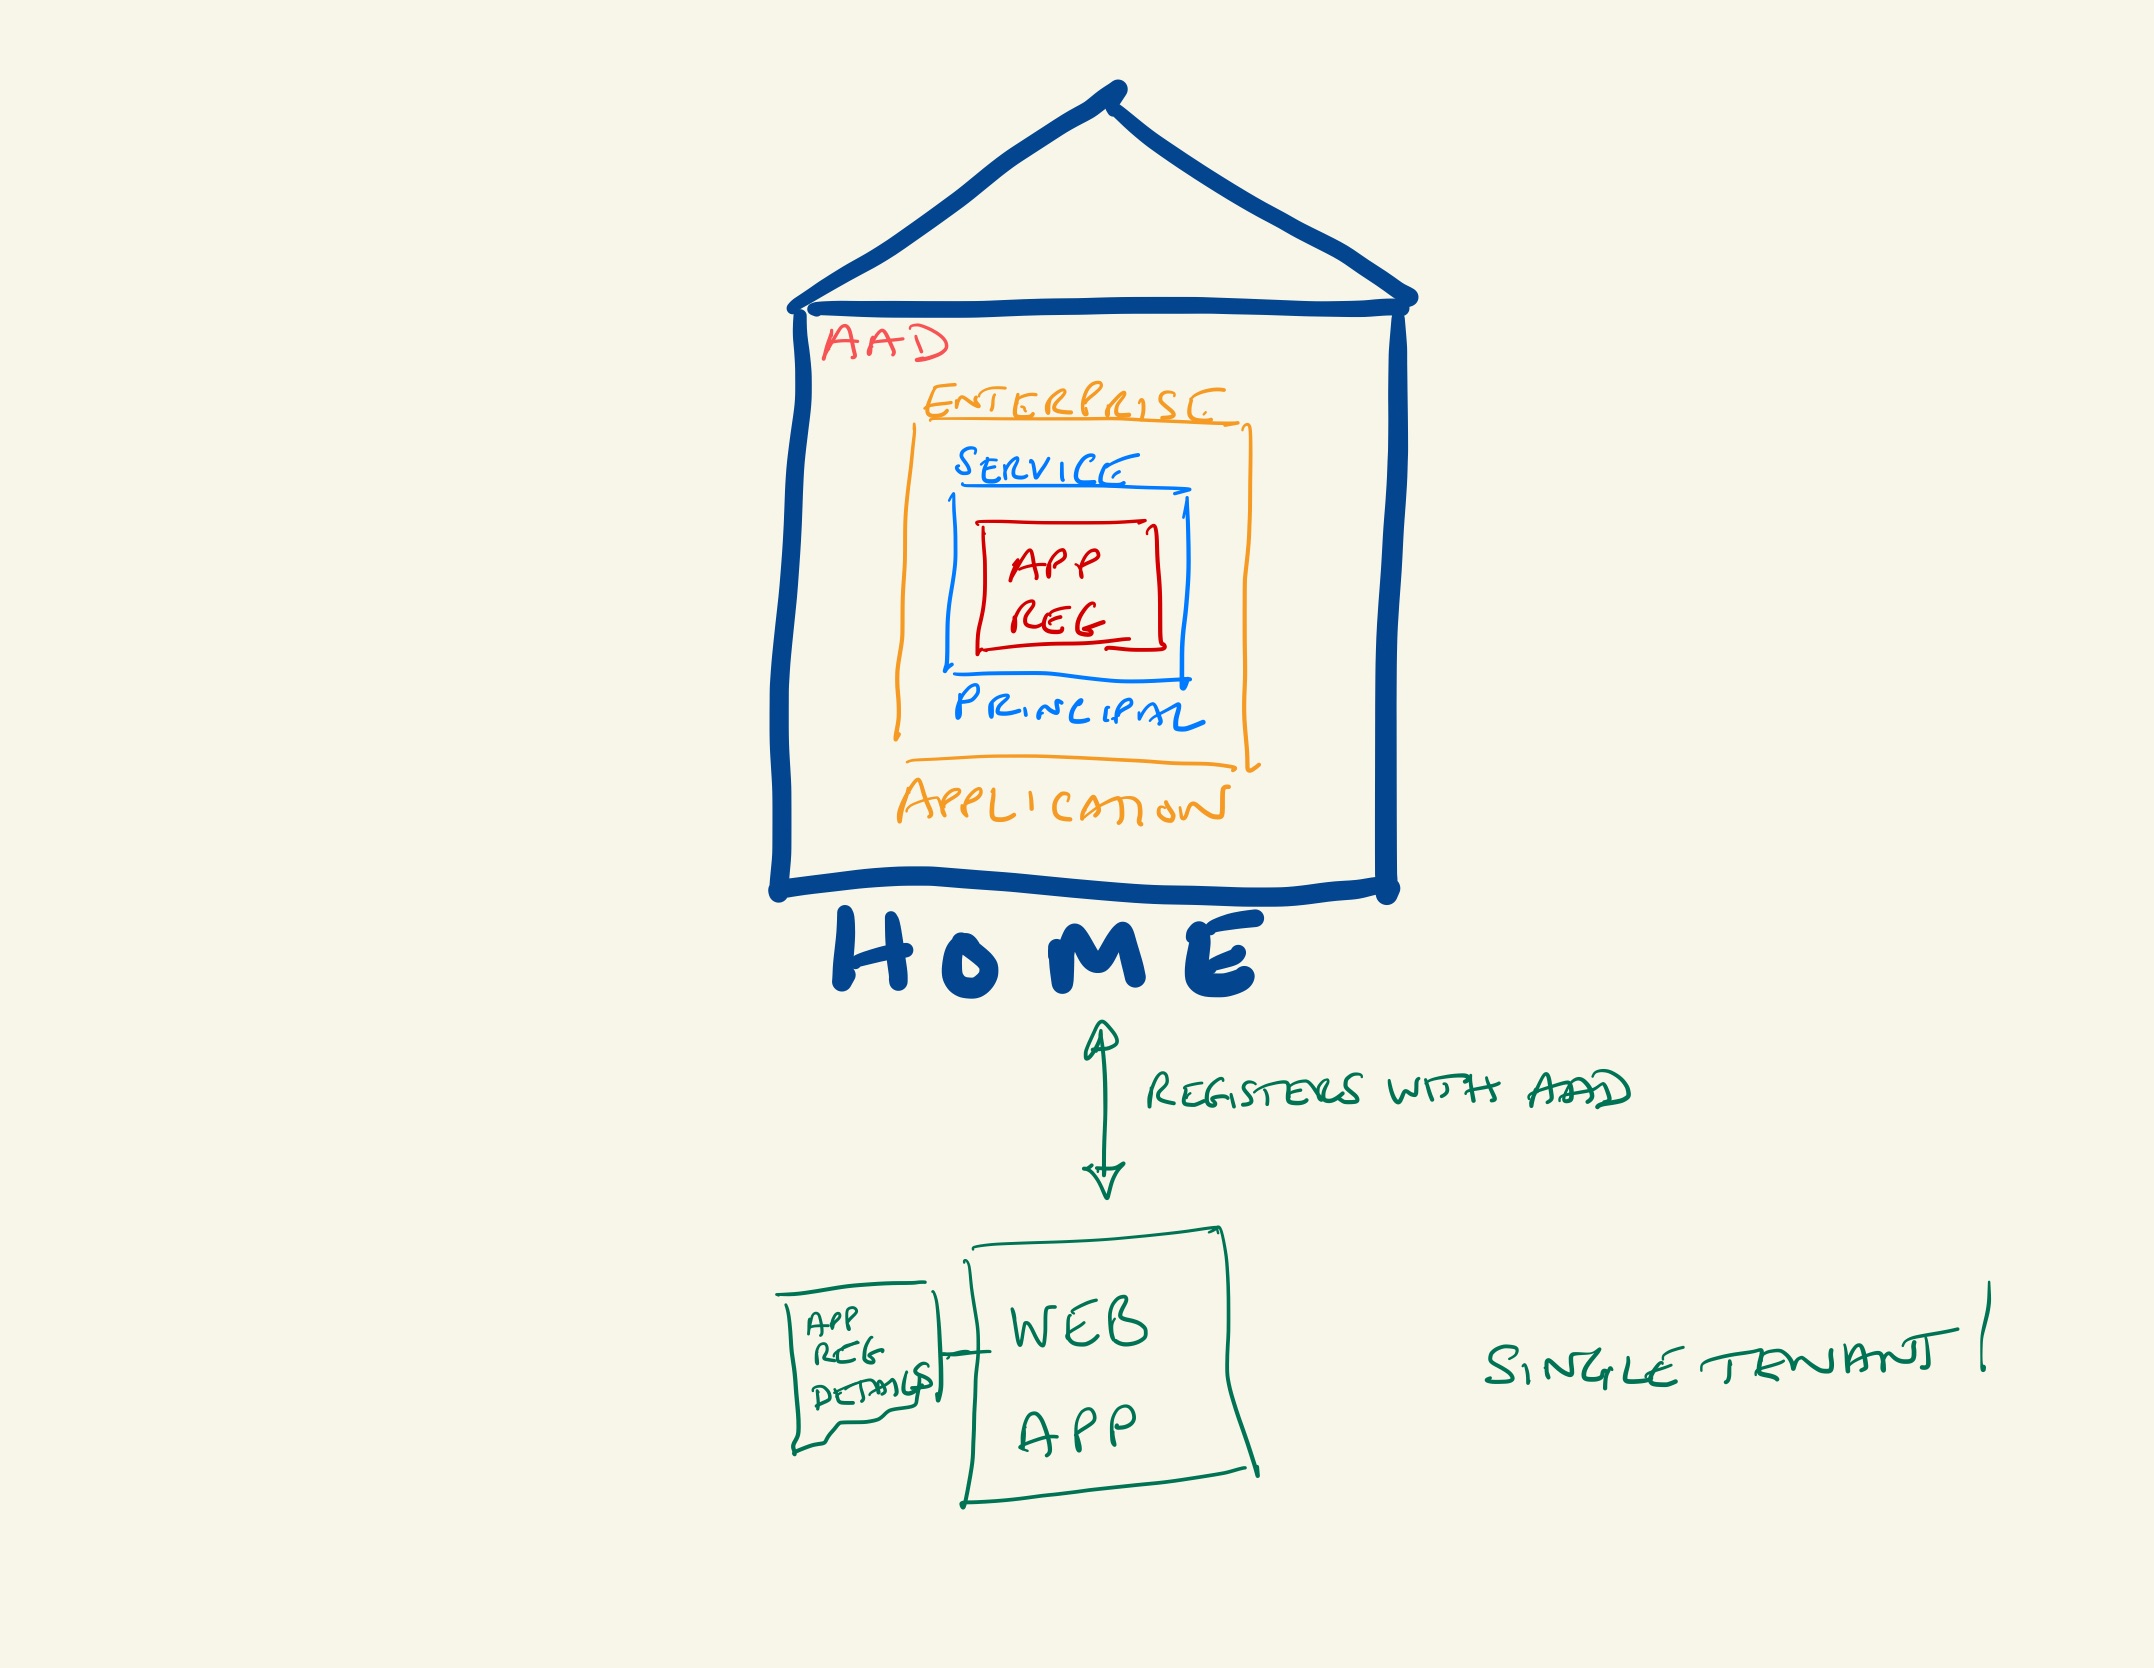 AAD
ENTERPRISE
SERVICE
APP
REG
PRINCIPAL
APPLICATION
HOME
REGISTERS WITH AAD
APP
REG
DETAILS
WEB
APP
SINGLE TENANT